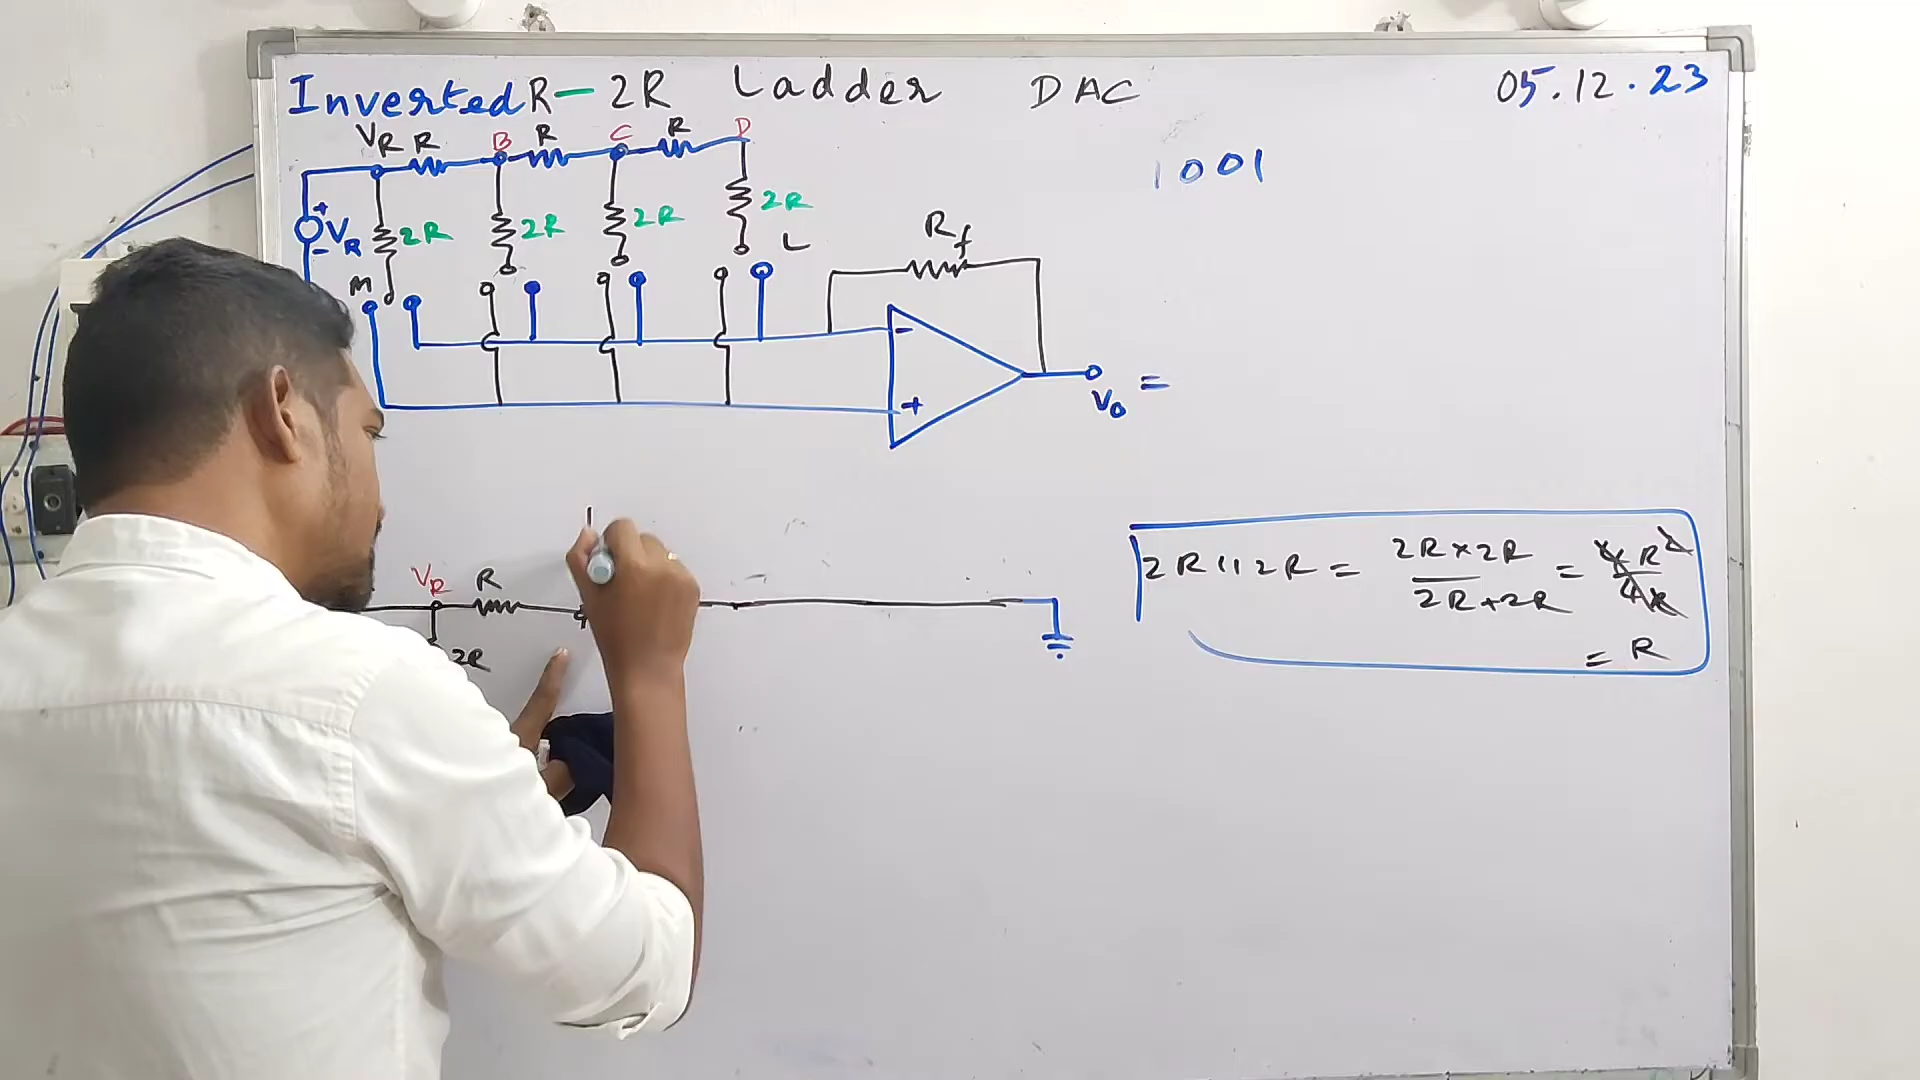 Inverted R-2R Ladder DAC 05.12.23
VR R B R C R D
1001
+ VR - 2R 2R 2R 2R
L
Rf
M
-
+
Vo =
VR R
2R
2R || 2R = 2R × 2R / 2R + 2R = 4R² / 4R
= R